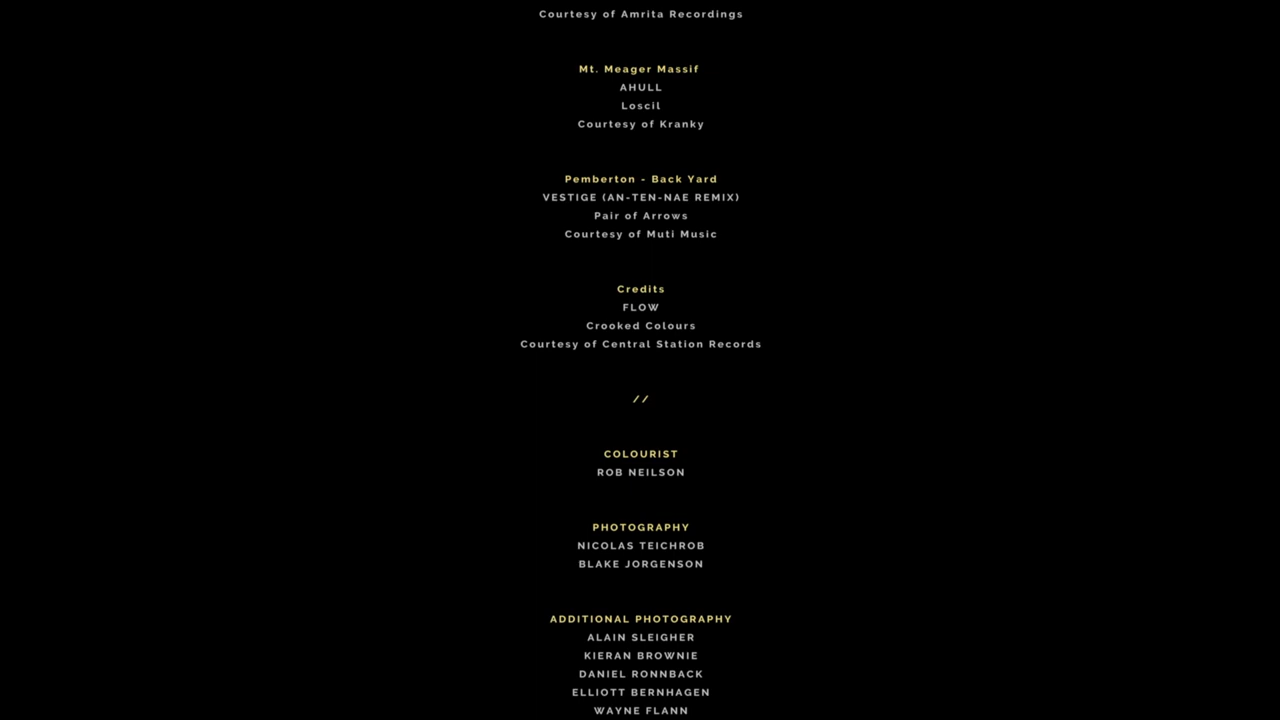 Courtesy of Amrita Recordings
Mt. Meager Massif
AHULL
Loscil
Courtesy of Kranky
Pemberton - Back Yard
VESTIGE (AN-TEN-NAE REMIX)
Pair of Arrows
Courtesy of Muti Music
Credits
FLOW
Crooked Colours
Courtesy of Central Station Records
//
COLOURIST
ROB NEILSON
PHOTOGRAPHY
NICOLAS TEICHROB
BLAKE JORGENSON
ADDITIONAL PHOTOGRAPHY
ALAIN SLEIGHER
KIERAN BROWNIE
DANIEL RONNBACK
ELLIOTT BERNHAGEN
WAYNE FLANN